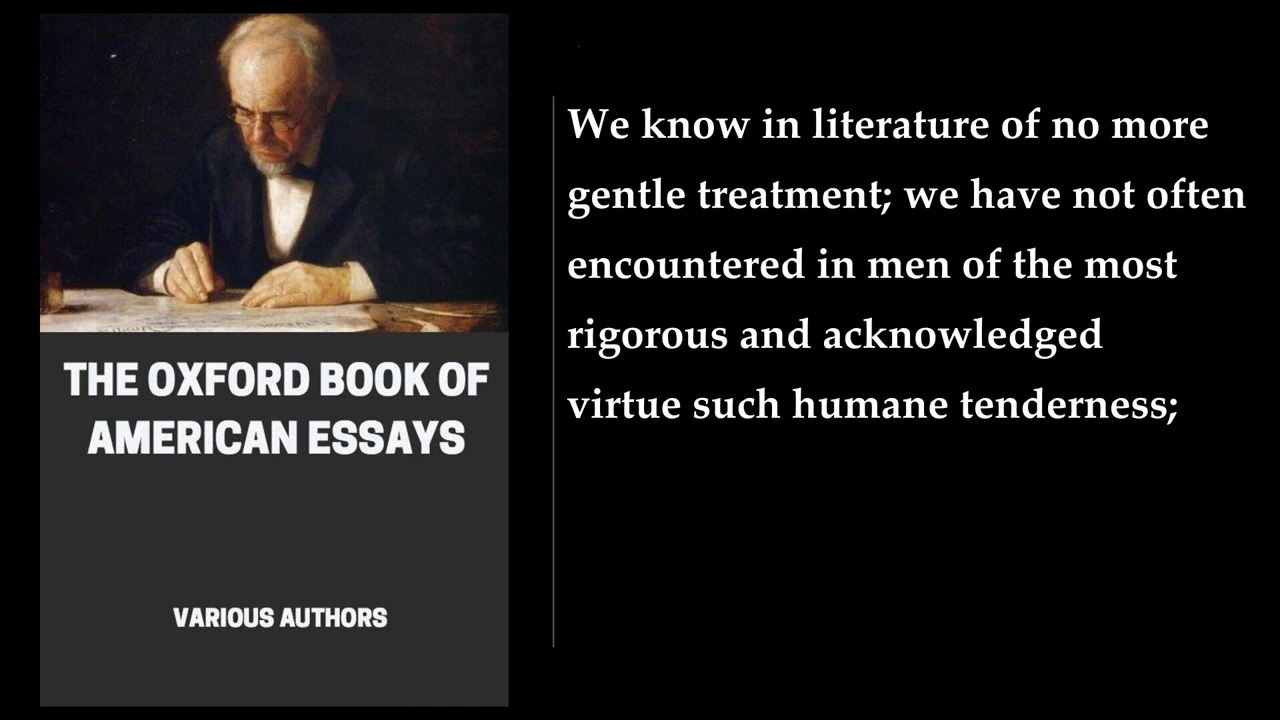 THE OXFORD BOOK OF
AMERICAN ESSAYS
VARIOUS AUTHORS
We know in literature of no more
gentle treatment; we have not often
encountered in men of the most
rigorous and acknowledged
virtue such humane tenderness;